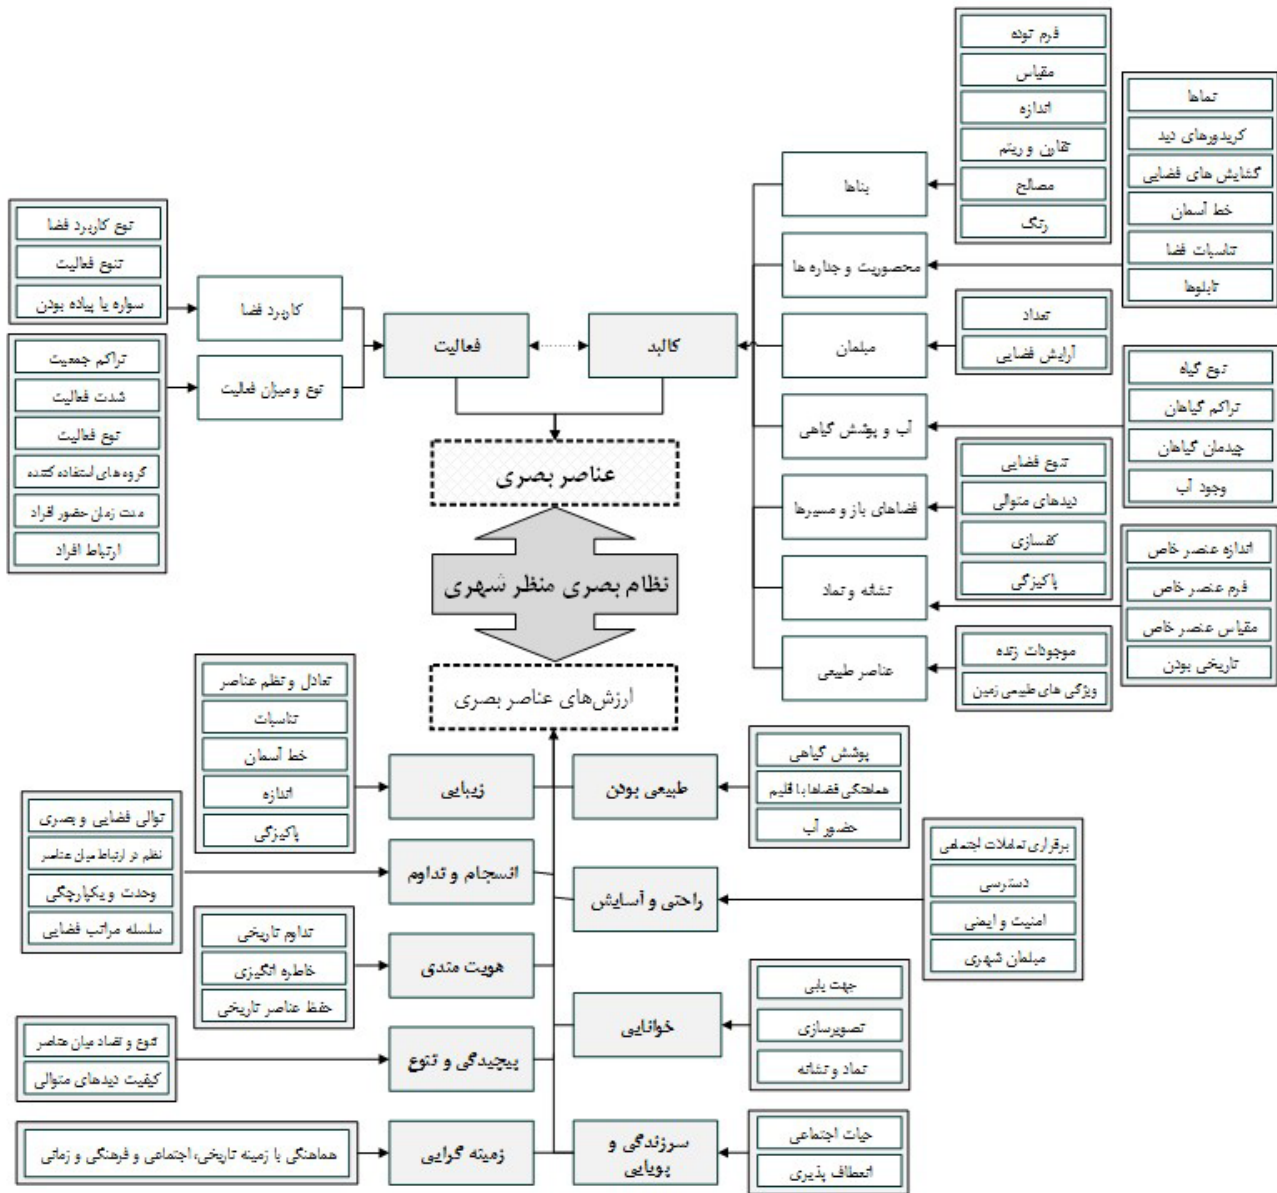 فرم توده
مقیاس
اندازه
تقارن و ریتم
مصالح
رنگ
نماها
کریدورهای دید
گشایش های فضایی
خط آسمان
تناسبات فضا
تابلوها
تعداد
آرایش فضایی
نوع گیاه
تراکم گیاهان
چیدمان گیاهان
وجود آب
تنوع فضایی
دیدهای متوالی
کفسازی
پاکیزگی
اندازه عنصر خاص
فرم عنصر خاص
مقیاس عنصر خاص
تاریخی بودن
موجودات زنده
ویژگی های طبیعی زمین
بناها
محصوریت و جداره ها
مبلمان
آب و پوشش گیاهی
فضاهای باز و مسیرها
نشانه و نماد
عناصر طبیعی
کالبد
فعالیت
کاربرد فضا
نوع و میزان فعالیت
نوع کاربرد فضا
تنوع فعالیت
سواره یا پیاده بودن
تراکم جمعیت
شدت فعالیت
نوع فعالیت
گروه های استفاده کننده
مدت زمان حضور افراد
ارتباط افراد
عناصر بصری
نظام بصری منظر شهری
ارزش‌های عناصر بصری
طبیعی بودن
پوشش گیاهی
هماهنگی فضاها با اقلیم
حضور آب
راحتی و آسایش
برقراری تعاملات اجتماعی
دسترسی
امنیت و ایمنی
مبلمان شهری
خوانایی
جهت یابی
تصویرسازی
نماد و نشانه
سرزندگی و
پویایی
حیات اجتماعی
انعطاف پذیری
زیبایی
تعادل و نظم عناصر
تناسبات
خط آسمان
اندازه
پاکیزگی
انسجام و تداوم
توالی فضایی و بصری
نظم در ارتباط میان عناصر
وحدت و یکپارچگی
سلسله مراتب فضایی
هویت مندی
تداوم تاریخی
خاطره انگیزی
حفظ عناصر تاریخی
پیچیدگی و تنوع
تنوع و تضاد میان عناصر
کیفیت دیدهای متوالی
زمینه گرایی
هماهنگی با زمینه تاریخی، اجتماعی و فرهنگی و زمانی